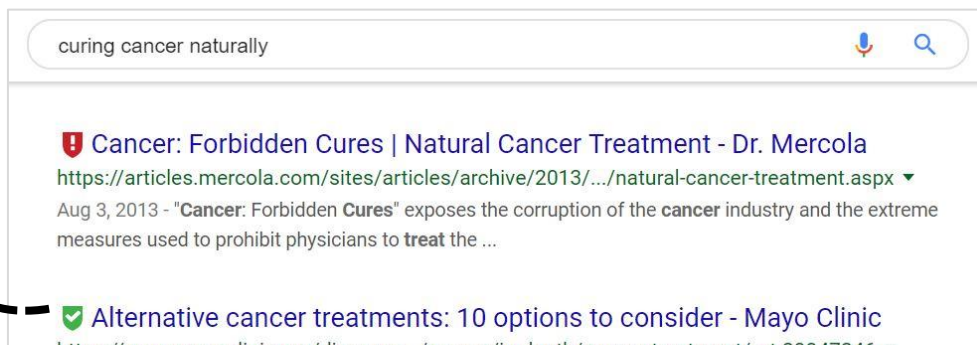 curing cancer naturally
Cancer: Forbidden Cures | Natural Cancer Treatment - Dr. Mercola
https://articles.mercola.com/sites/articles/archive/2013/.../natural-cancer-treatment.aspx
Aug 3, 2013 - "Cancer: Forbidden Cures" exposes the corruption of the cancer industry and the extreme
measures used to prohibit physicians to treat the ...
Alternative cancer treatments: 10 options to consider - Mayo Clinic